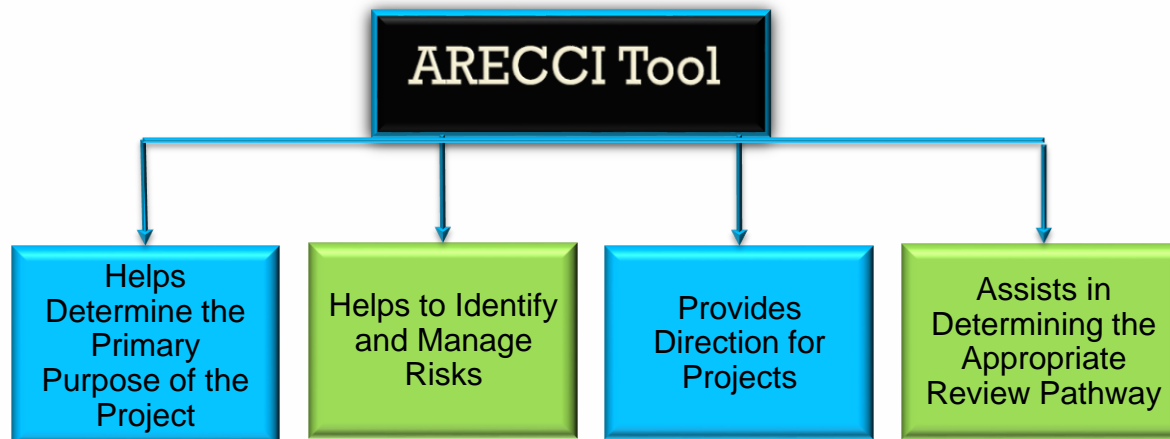 ARECCI Tool
Helps
Determine the
Primary
Purpose of the
Project
Helps to Identify
and Manage
Risks
Provides
Direction for
Projects
Assists in
Determining the
Appropriate
Review Pathway